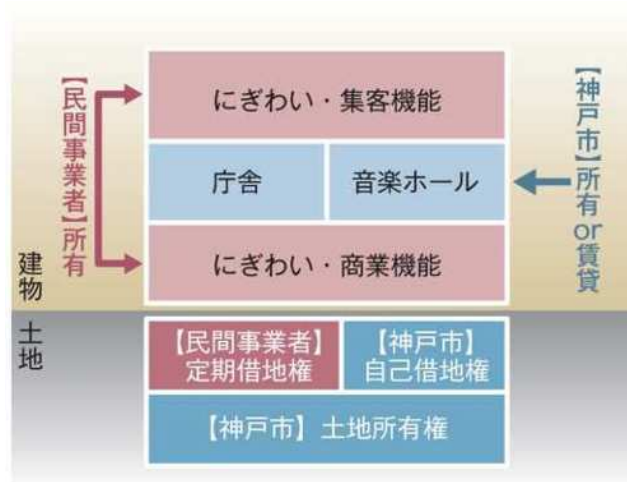 【民間事業者】所有
にぎわい・集客機能
庁舎
音楽ホール
にぎわい・商業機能
【神戸市】所有or賃貸
建物
土地
【民間事業者】
定期借地権
【神戸市】
自己借地権
【神戸市】土地所有権